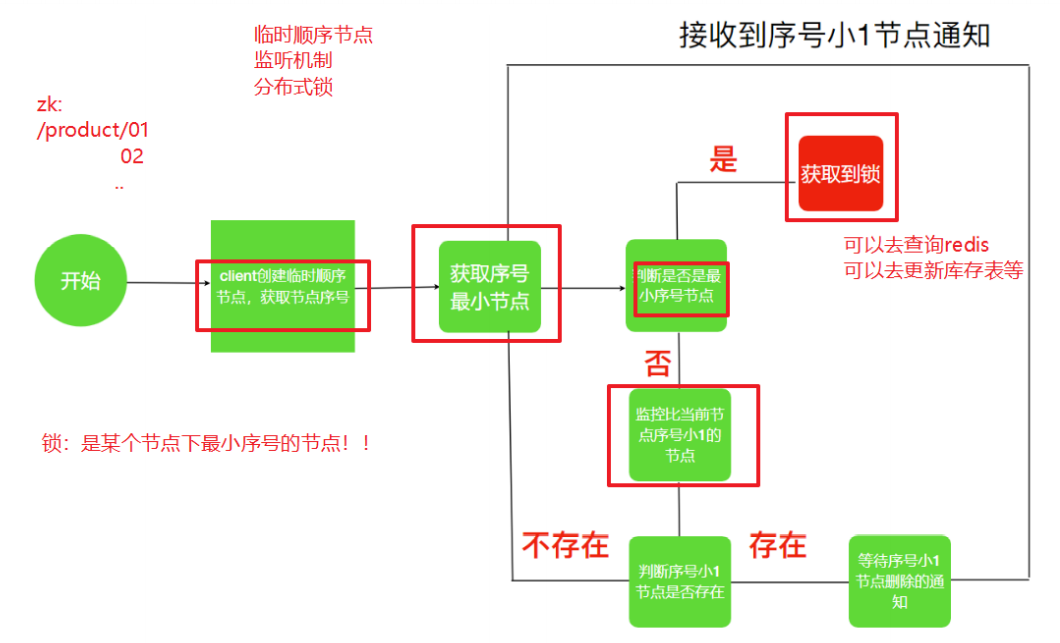 接收到序号小1节点通知
临时顺序节点
监听机制
分布式锁
zk:
/product/01
02
..
是
获取到锁
可以去查询redis
可以去更新库存表等
开始
client创建临时顺序
节点，获取节点序号
获取序号
最小节点
判断是否是最
小序号节点
否
监控比当前节
点序号小1的
节点
锁：是某个节点下最小序号的节点！！
不存在
存在
判断序号小1
节点是否存在
等待序号小1
节点删除的通
知